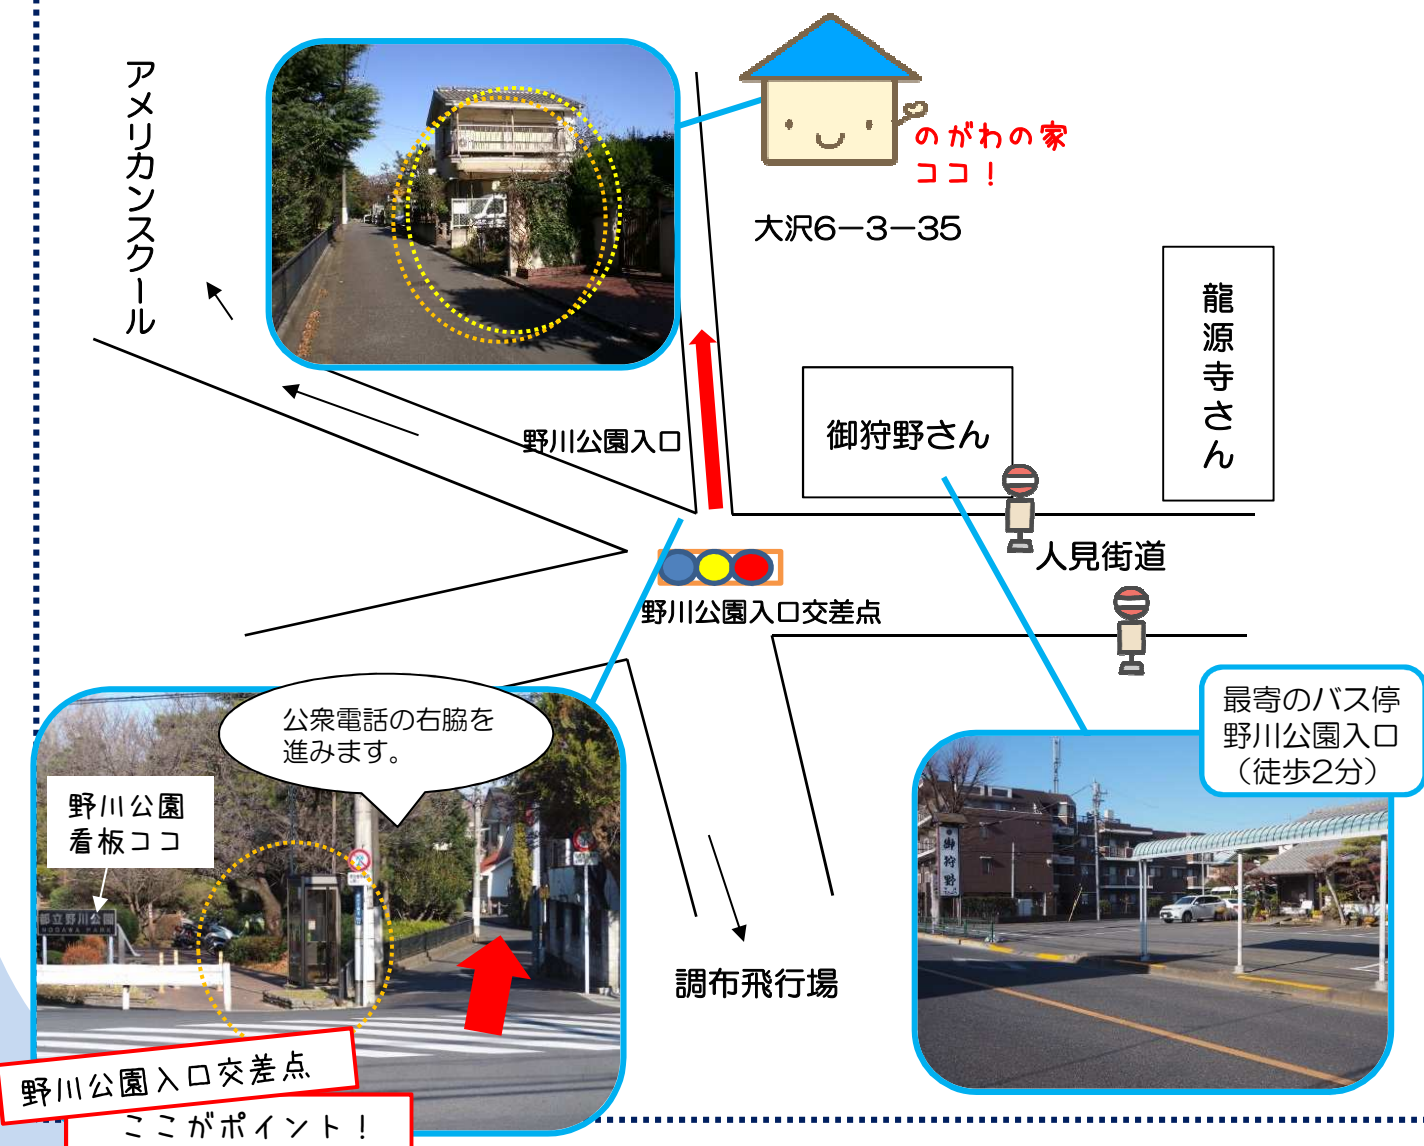 アメリカンスクール
のがわの家
ココ！
大沢6－3－35
龍源寺さん
御狩野さん
野川公園入口
人見街道
野川公園入口交差点
公衆電話の右脇を
進みます。
野川公園
看板ココ
都立野川公園
NOGAWA PARK
最寄のバス停
野川公園入口
（徒歩2分）
御狩野
調布飛行場
野川公園入口交差点
ここがポイント！